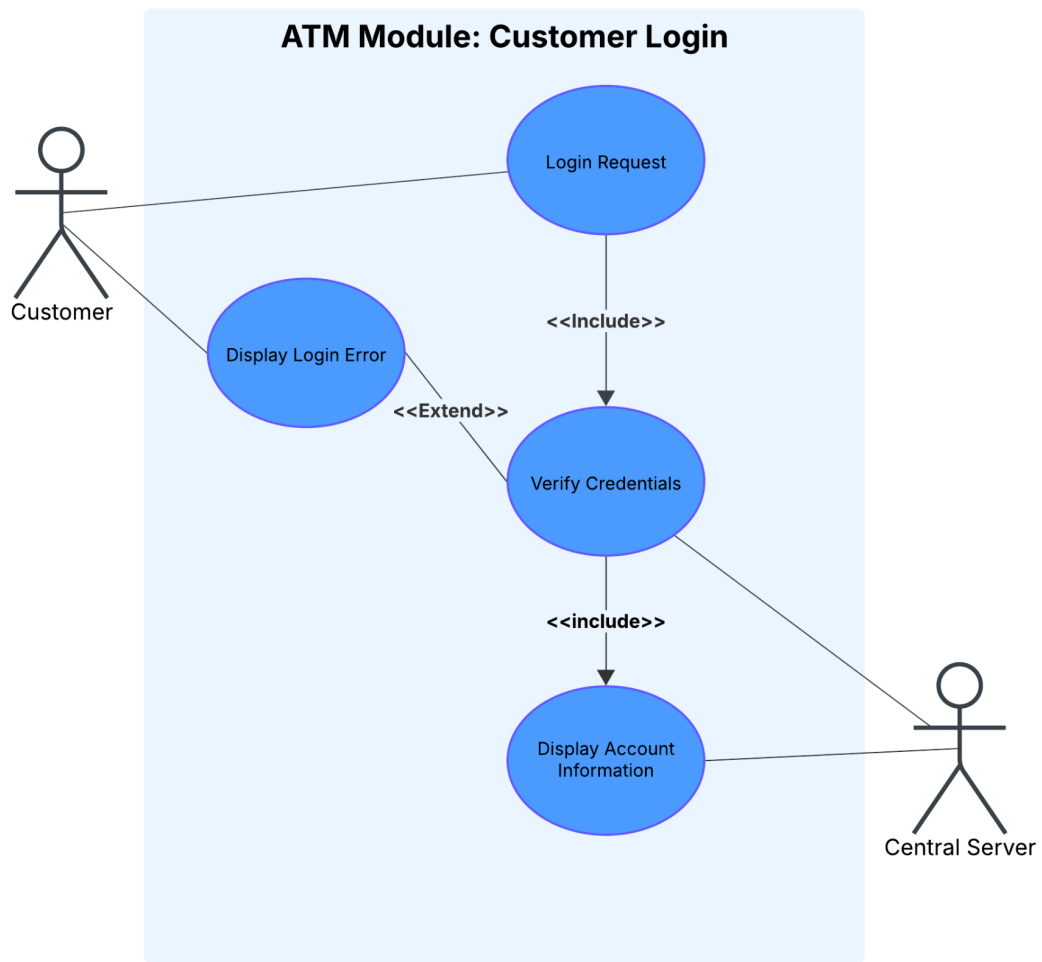 ATM Module: Customer Login
Login Request
Customer
<<Include>>
Display Login Error
<<Extend>>
Verify Credentials
<<include>>
Display Account
Information
Central Server